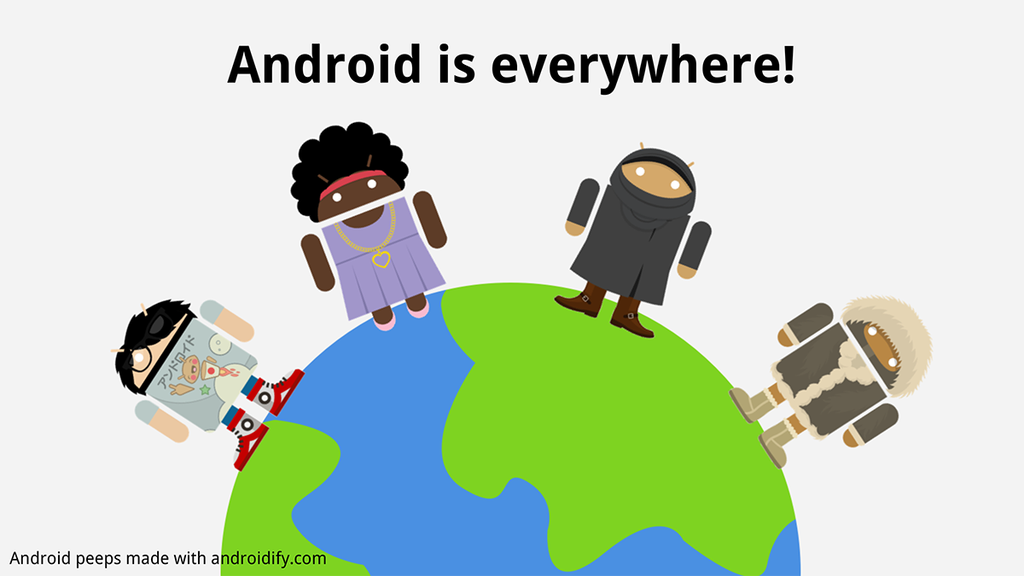 Android is everywhere!
アンドロイド
Android peeps made with androidify.com